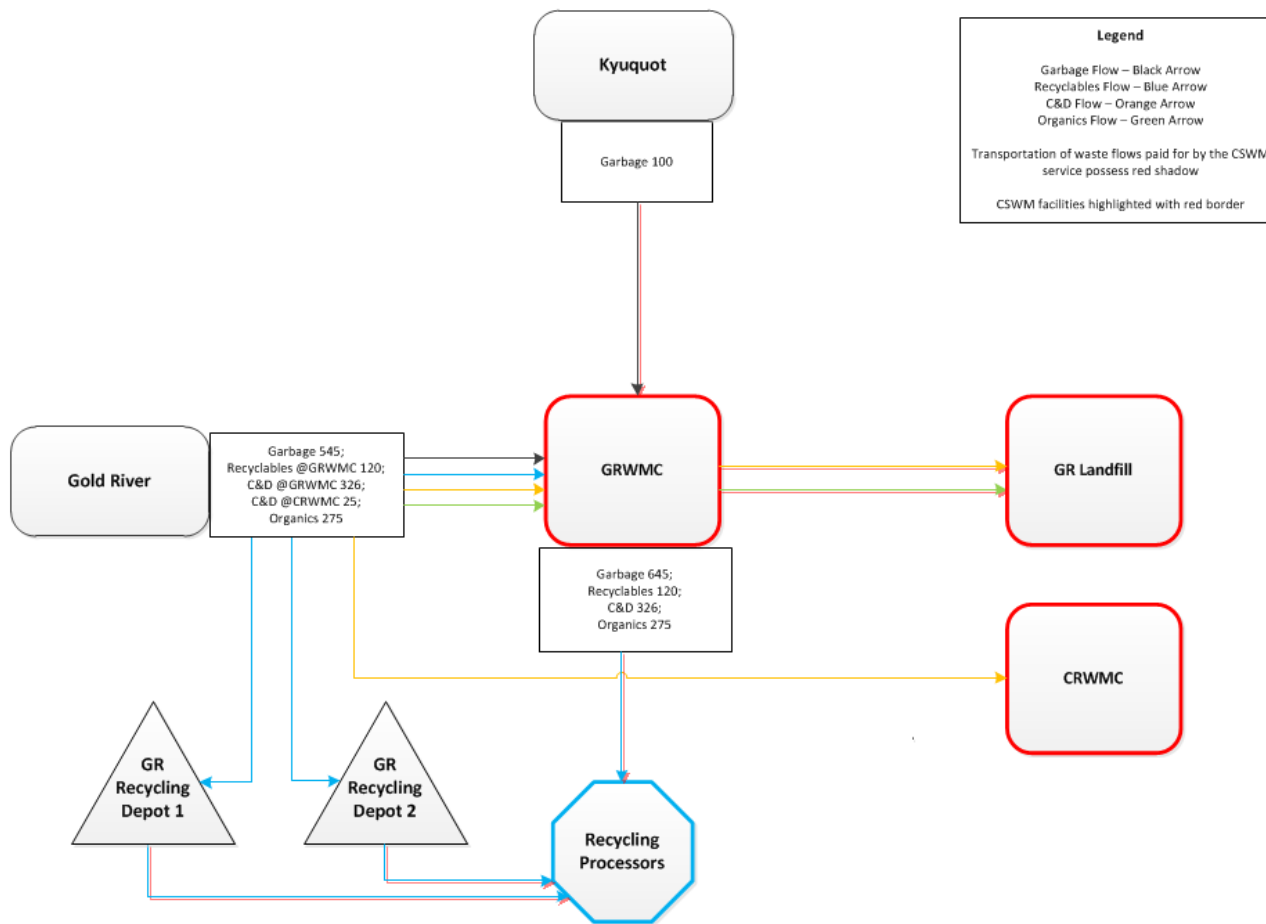 Kyuquot
Garbage 100
Legend
Garbage Flow – Black Arrow
Recyclables Flow – Blue Arrow
C&D Flow – Orange Arrow
Organics Flow – Green Arrow
Transportation of waste flows paid for by the CSWM
service possess red shadow
CSWM facilities highlighted with red border
Gold River
Garbage 545;
Recyclables @GRWMC 120;
C&D @GRWMC 326;
C&D @CRWMC 25;
Organics 275
GRWMC
GR Landfill
Garbage 645;
Recyclables 120;
C&D 326;
Organics 275
CRWMC
GR
Recycling
Depot 1
GR
Recycling
Depot 2
Recycling
Processors